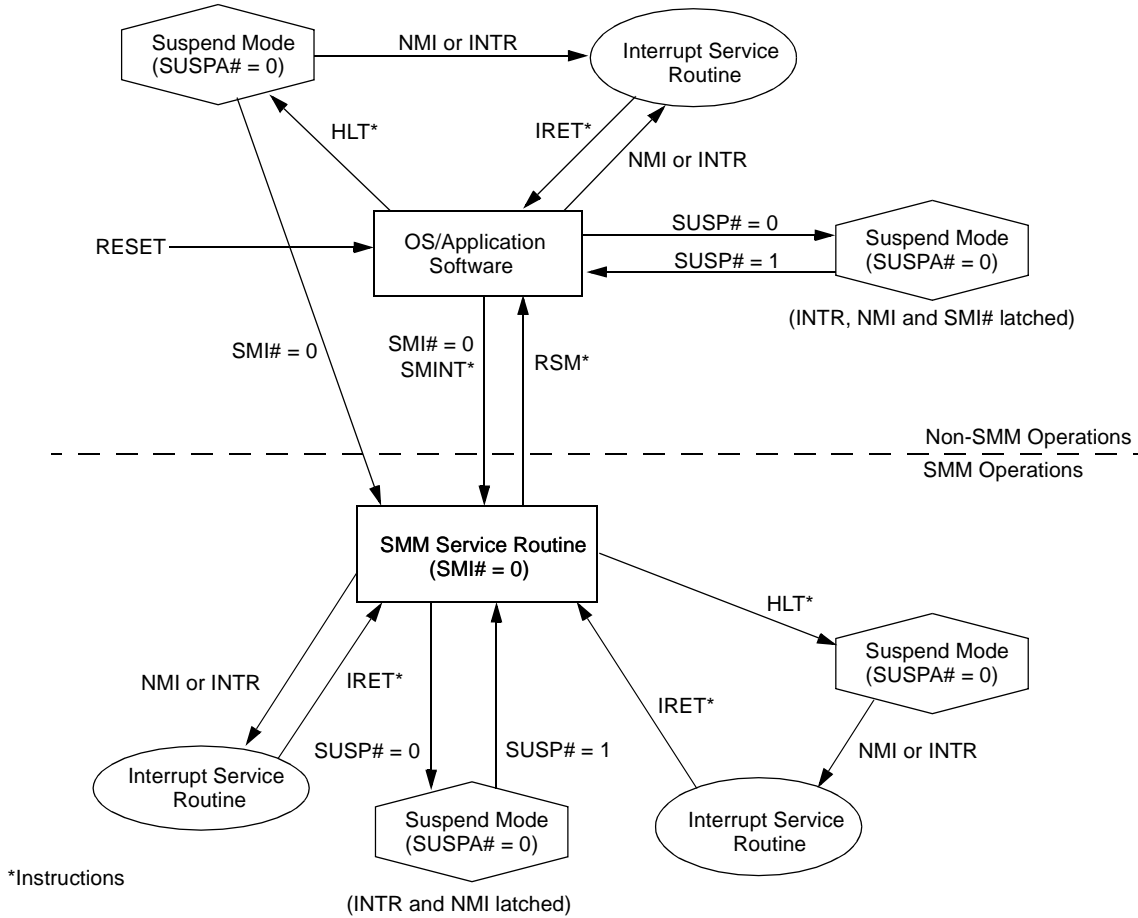 Suspend Mode
(SUSPA# = 0)
NMI or INTR
Interrupt Service
Routine
HLT*
IRET*
NMI or INTR
RESET
OS/Application
Software
SUSP# = 0
SUSP# = 1
Suspend Mode
(SUSPA# = 0)
(INTR, NMI and SMI# latched)
SMI# = 0
SMI# = 0
SMINT*
RSM*
Non-SMM Operations
SMM Operations
SMM Service Routine
(SMI# = 0)
HLT*
Suspend Mode
(SUSPA# = 0)
NMI or INTR
IRET*
IRET*
SUSP# = 0
SUSP# = 1
NMI or INTR
Interrupt Service
Routine
Suspend Mode
(SUSPA# = 0)
Interrupt Service
Routine
*Instructions
(INTR and NMI latched)